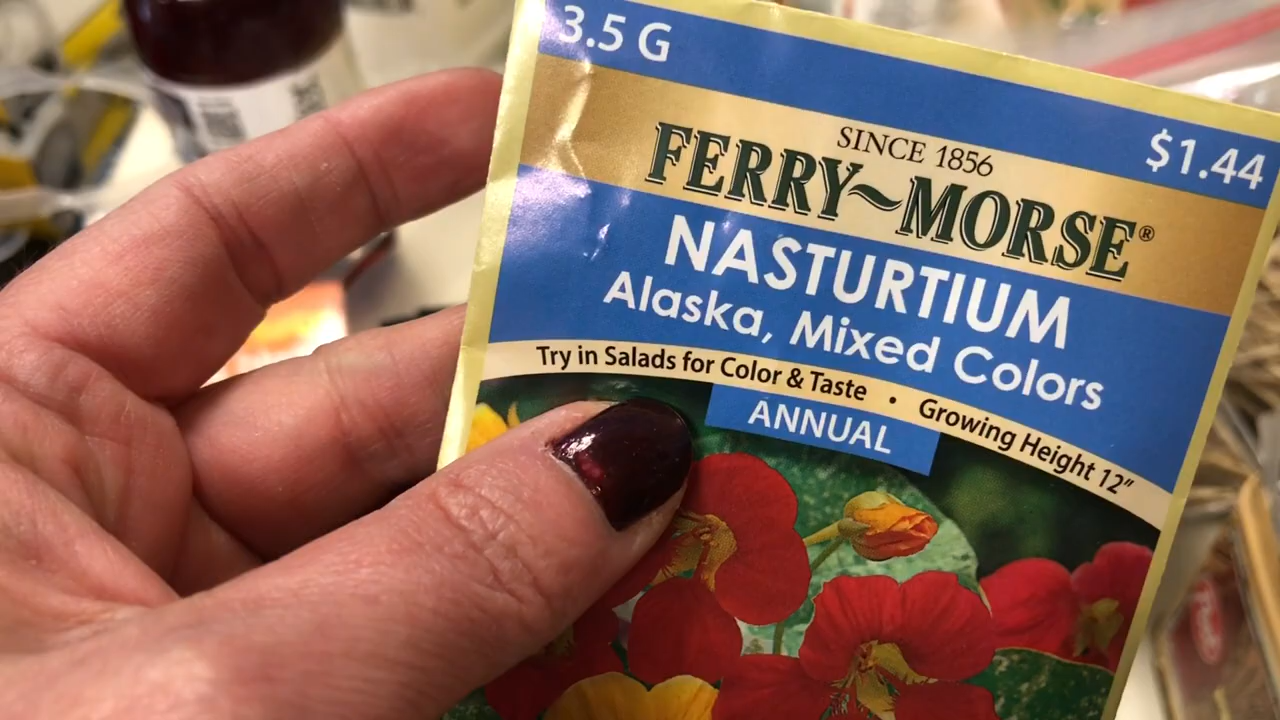 3.5 G
$1.44
SINCE 1856
FERRY~MORSE®
NASTURTIUM
Alaska, Mixed Colors
Try in Salads for Color & Taste • Growing Height 12"
ANNUAL